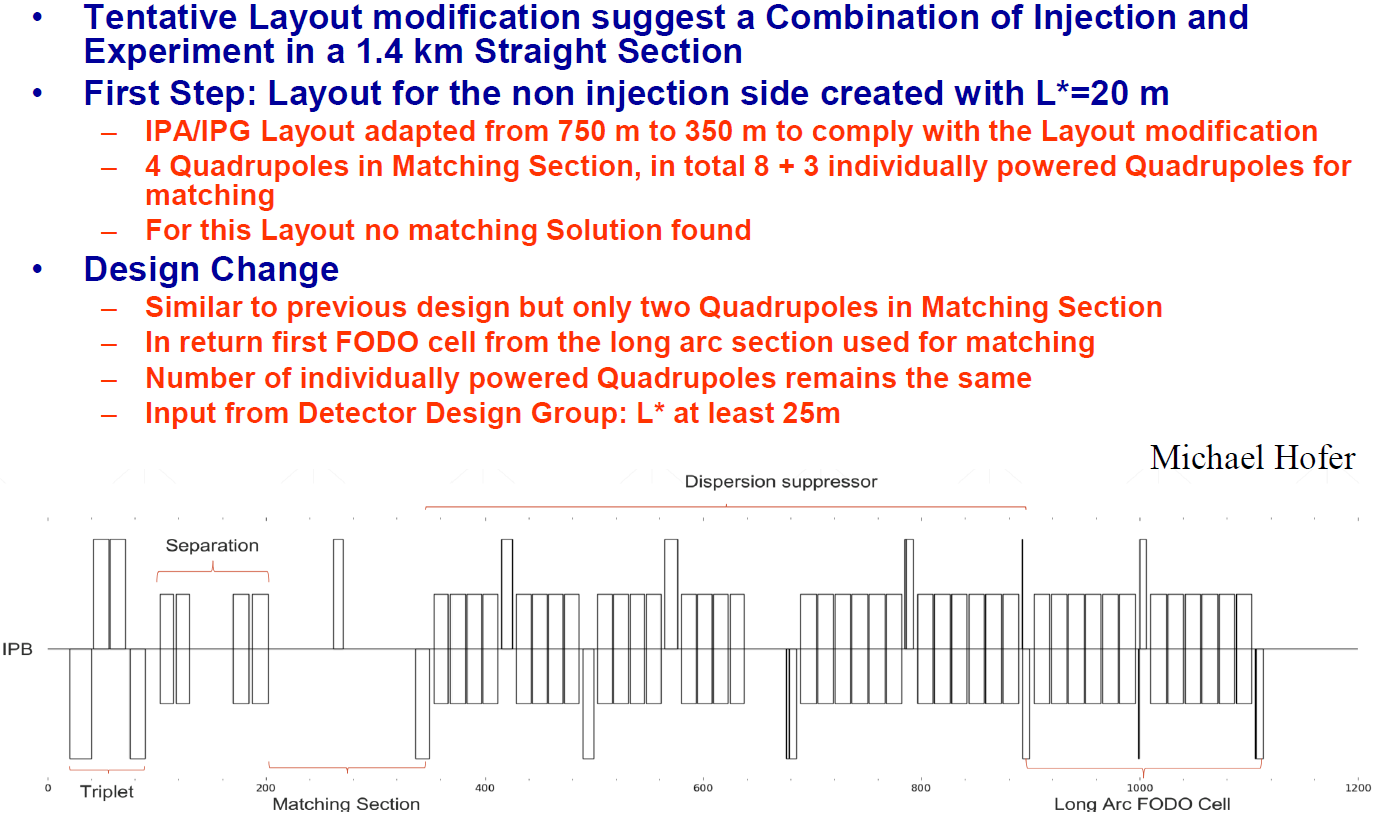 • Tentative Layout modification suggest a Combination of Injection and
Experiment in a 1.4 km Straight Section
• First Step: Layout for the non injection side created with L*=20 m
– IPA/IPG Layout adapted from 750 m to 350 m to comply with the Layout modification
– 4 Quadrupoles in Matching Section, in total 8 + 3 individually powered Quadrupoles for
matching
– For this Layout no matching Solution found
• Design Change
– Similar to previous design but only two Quadrupoles in Matching Section
– In return first FODO cell from the long arc section used for matching
– Number of individually powered Quadrupoles remains the same
– Input from Detector Design Group: L* at least 25m
Michael Hofer
Dispersion suppressor
Separation
IPB
0 200 400 600 800 1000 1200
Triplet
Matching Section
Long Arc FODO Cell